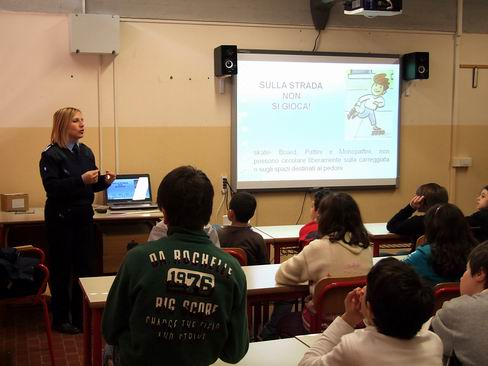 SULLA STRADA
NON
SI GIOCA!
skate- Board, Pattini e Monopattini, non
possono circolare liberamente sulla carreggiata
o sugli spazi destinati ai pedoni
DA ROCHELLE
1976
BIG SCORE
CHANGE THE FIELD
AND STRIKE